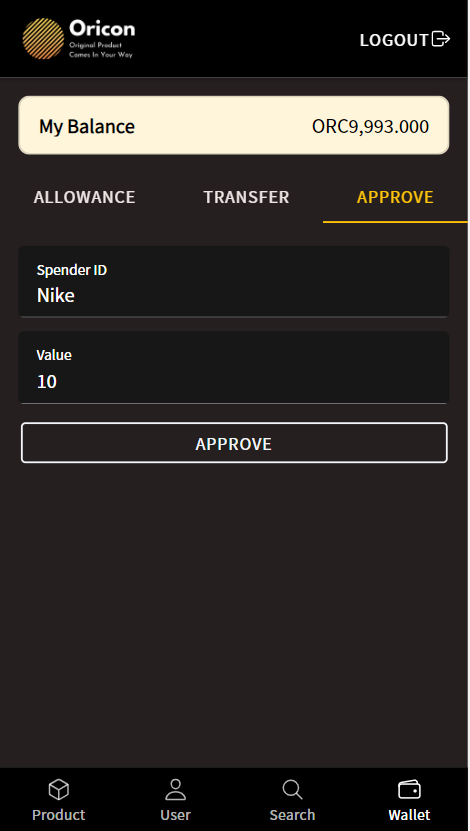 Oricon
Original Product
Comes In Your Way
LOGOUT
My Balance ORC9,993.000
ALLOWANCE TRANSFER APPROVE
Spender ID
Nike
Value
10
APPROVE
Product User Search Wallet